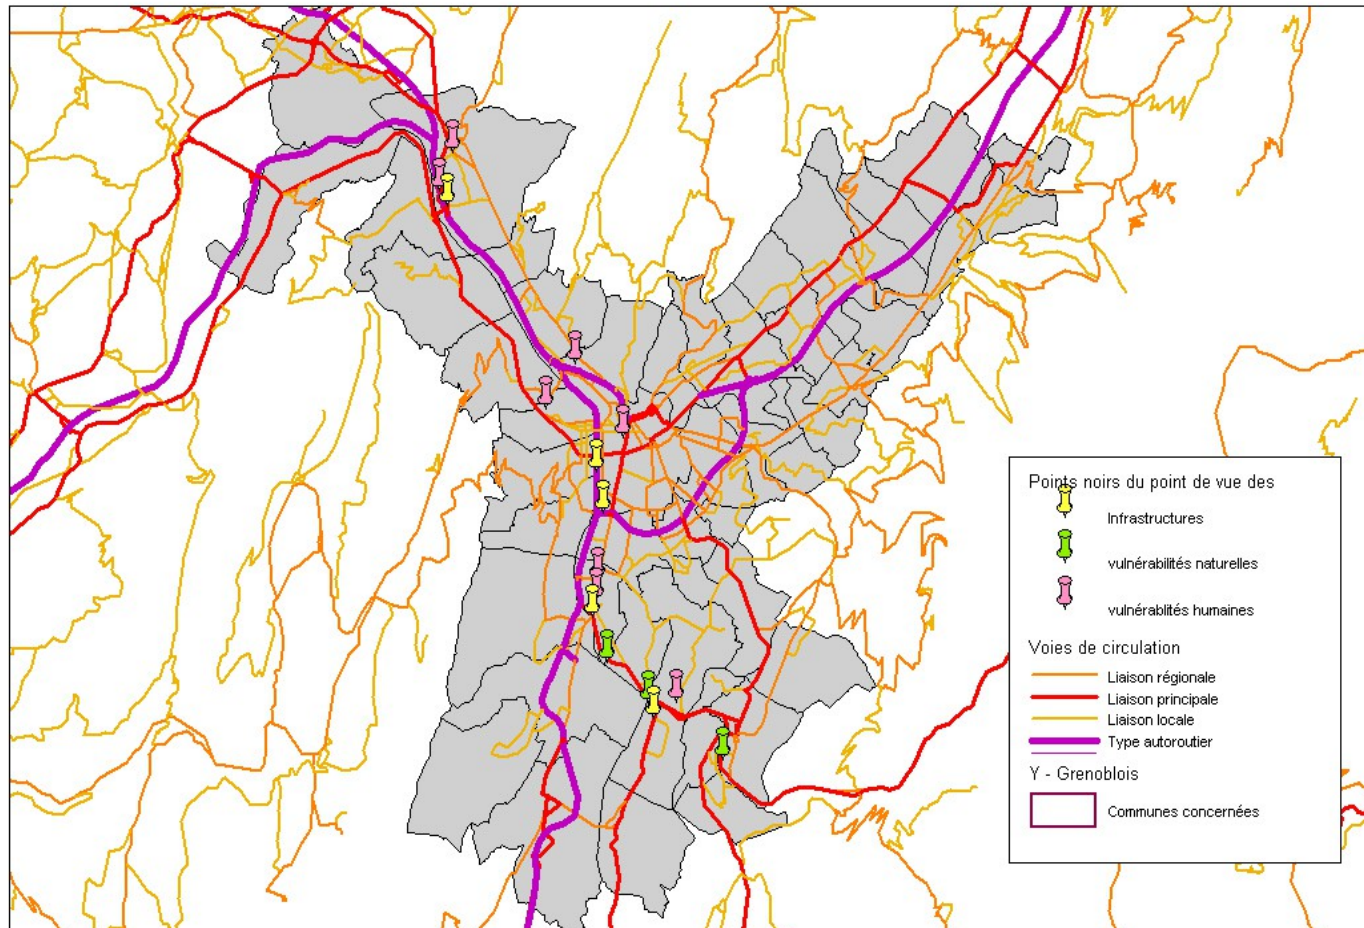 Points noirs du point de vue des
Infrastructures
vulnérabilités naturelles
vulnérablités humaines
Voies de circulation
Liaison régionale
Liaison principale
Liaison locale
Type autoroutier
Y - Grenoblois
Communes concernées